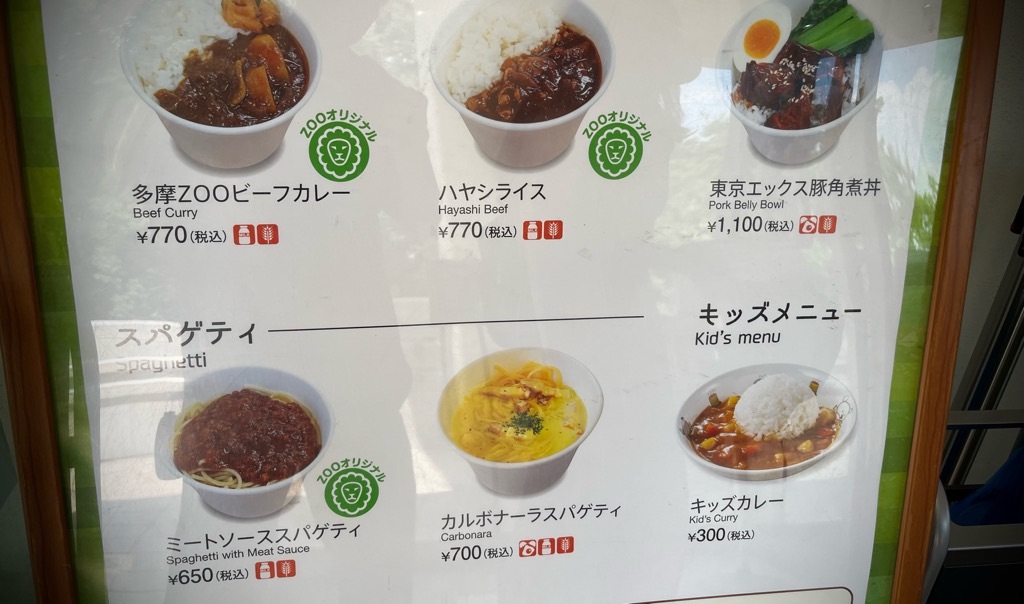 ZOOオリジナル
ZOOオリジナル
多摩ZOOビーフカレー
Beef Curry
¥770(税込)
ハヤシライス
Hayashi Beef
¥770(税込)
東京エックス豚角煮丼
Pork Belly Bowl
¥1,100(税込)
スパゲティ
Spaghetti
キッズメニュー
Kid's menu
ZOOオリジナル
ミートソーススパゲティ
Spaghetti with Meat Sauce
¥650(税込)
カルボナーラスパゲティ
Carbonara
¥700(税込)
キッズカレー
Kid's Curry
¥300(税込)